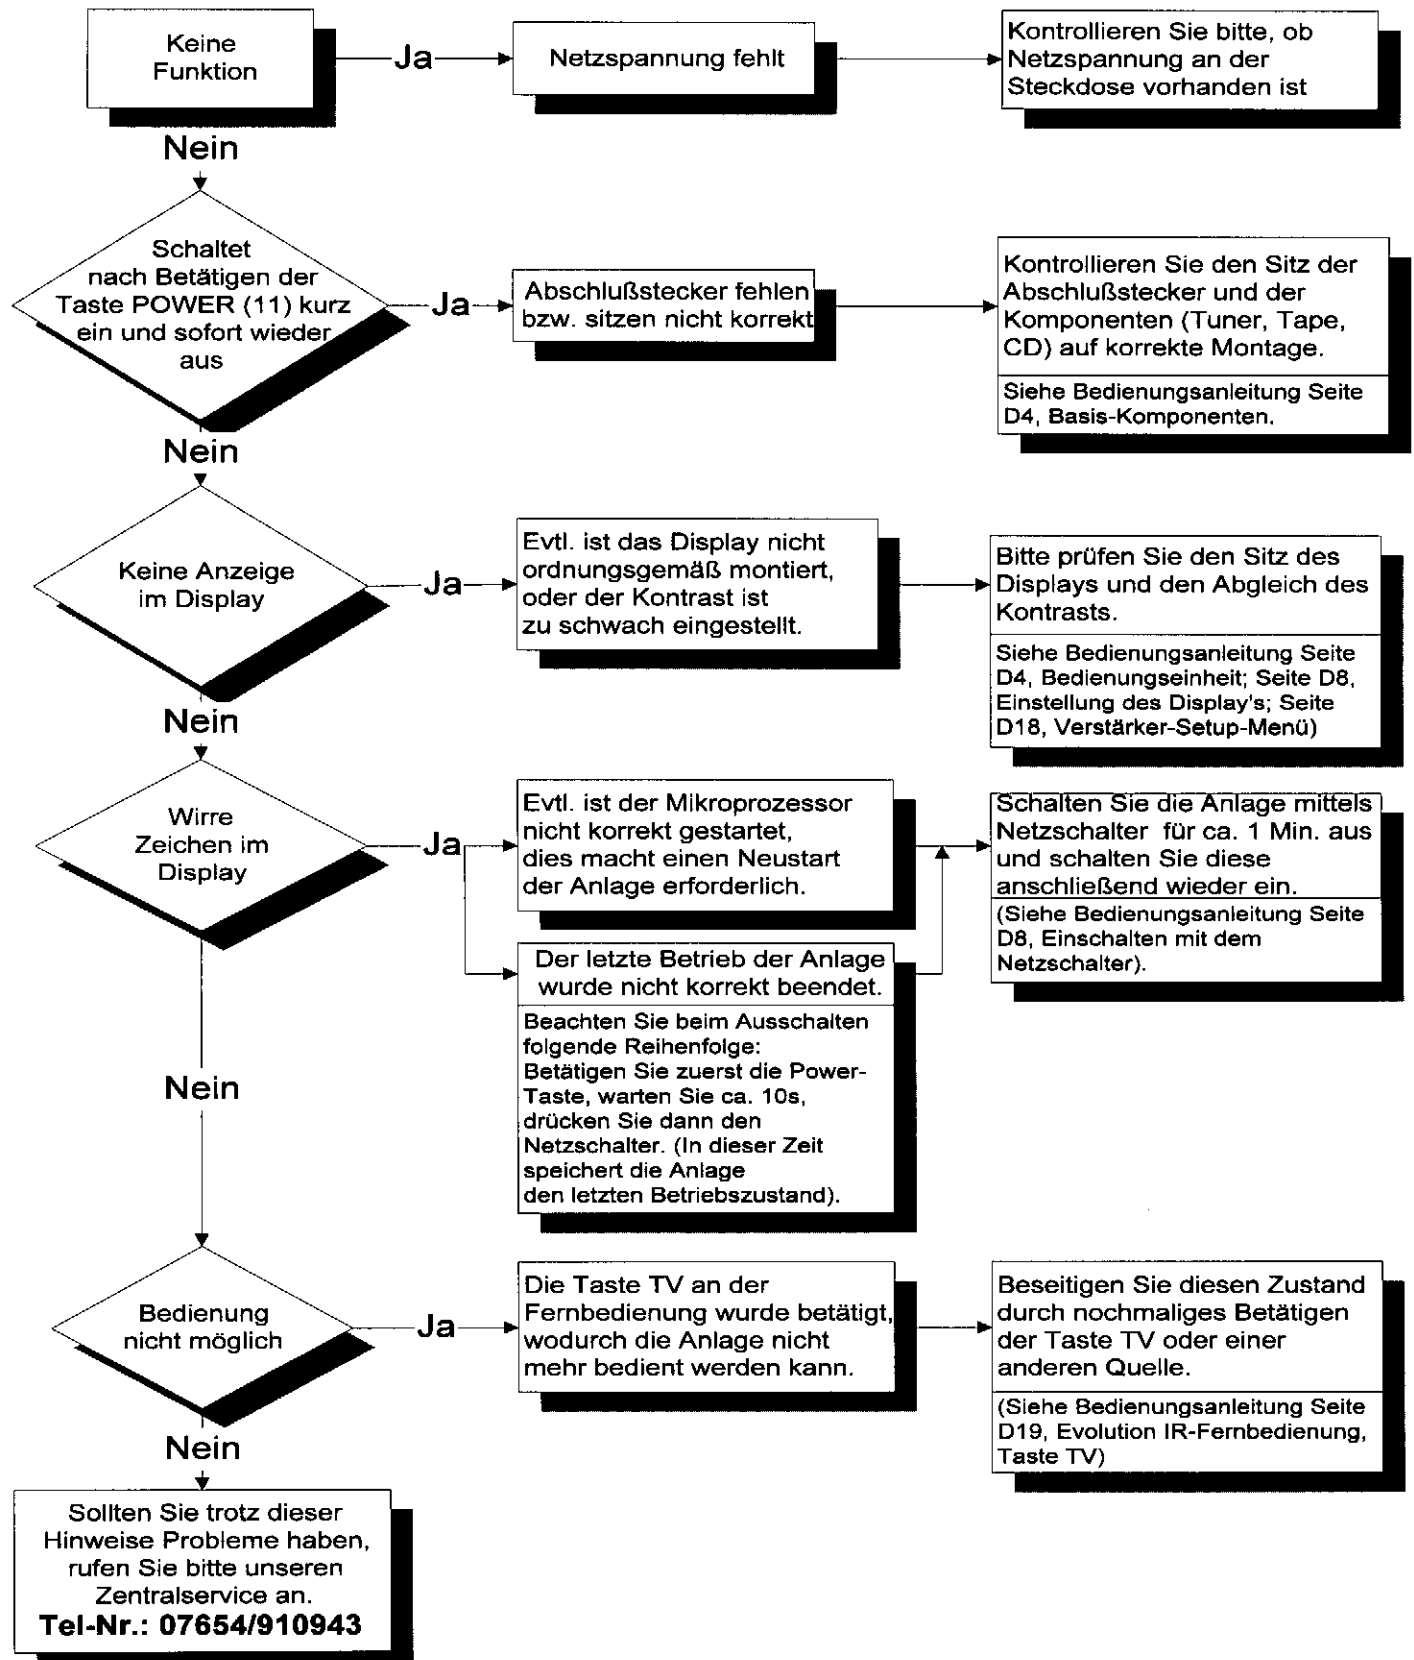 Keine
Funktion
Ja
Netzspannung fehlt
Kontrollieren Sie bitte, ob
Netzspannung an der
Steckdose vorhanden ist
Nein
Schaltet
nach Betätigen der
Taste POWER (11) kurz
ein und sofort wieder
aus
Ja
Abschlußstecker fehlen
bzw. sitzen nicht korrekt
Kontrollieren Sie den Sitz der
Abschlußstecker und der
Komponenten (Tuner, Tape,
CD) auf korrekte Montage.
Siehe Bedienungsanleitung Seite
D4, Basis-Komponenten.
Nein
Keine Anzeige
im Display
Ja
Evtl. ist das Display nicht
ordnungsgemäß montiert,
oder der Kontrast ist
zu schwach eingestellt.
Bitte prüfen Sie den Sitz des
Displays und den Abgleich des
Kontrasts.
Siehe Bedienungsanleitung Seite
D4, Bedienungseinheit; Seite D8,
Einstellung des Display's; Seite
D18, Verstärker-Setup-Menü)
Nein
Wirre
Zeichen im
Display
Ja
Evtl. ist der Mikroprozessor
nicht korrekt gestartet,
dies macht einen Neustart
der Anlage erforderlich.
Schalten Sie die Anlage mittels
Netzschalter für ca. 1 Min. aus
und schalten Sie diese
anschließend wieder ein.
(Siehe Bedienungsanleitung Seite
D8, Einschalten mit dem
Netzschalter).
Der letzte Betrieb der Anlage
wurde nicht korrekt beendet.
Beachten Sie beim Ausschalten
folgende Reihenfolge:
Betätigen Sie zuerst die Power-
Taste, warten Sie ca. 10s,
drücken Sie dann den
Netzschalter. (In dieser Zeit
speichert die Anlage
den letzten Betriebszustand).
Nein
Bedienung
nicht möglich
Ja
Die Taste TV an der
Fernbedienung wurde betätigt,
wodurch die Anlage nicht
mehr bedient werden kann.
Beseitigen Sie diesen Zustand
durch nochmaliges Betätigen
der Taste TV oder einer
anderen Quelle.
(Siehe Bedienungsanleitung Seite
D19, Evolution IR-Fernbedienung,
Taste TV)
Nein
Sollten Sie trotz dieser
Hinweise Probleme haben,
rufen Sie bitte unseren
Zentralservice an.
Tel-Nr.: 07654/910943